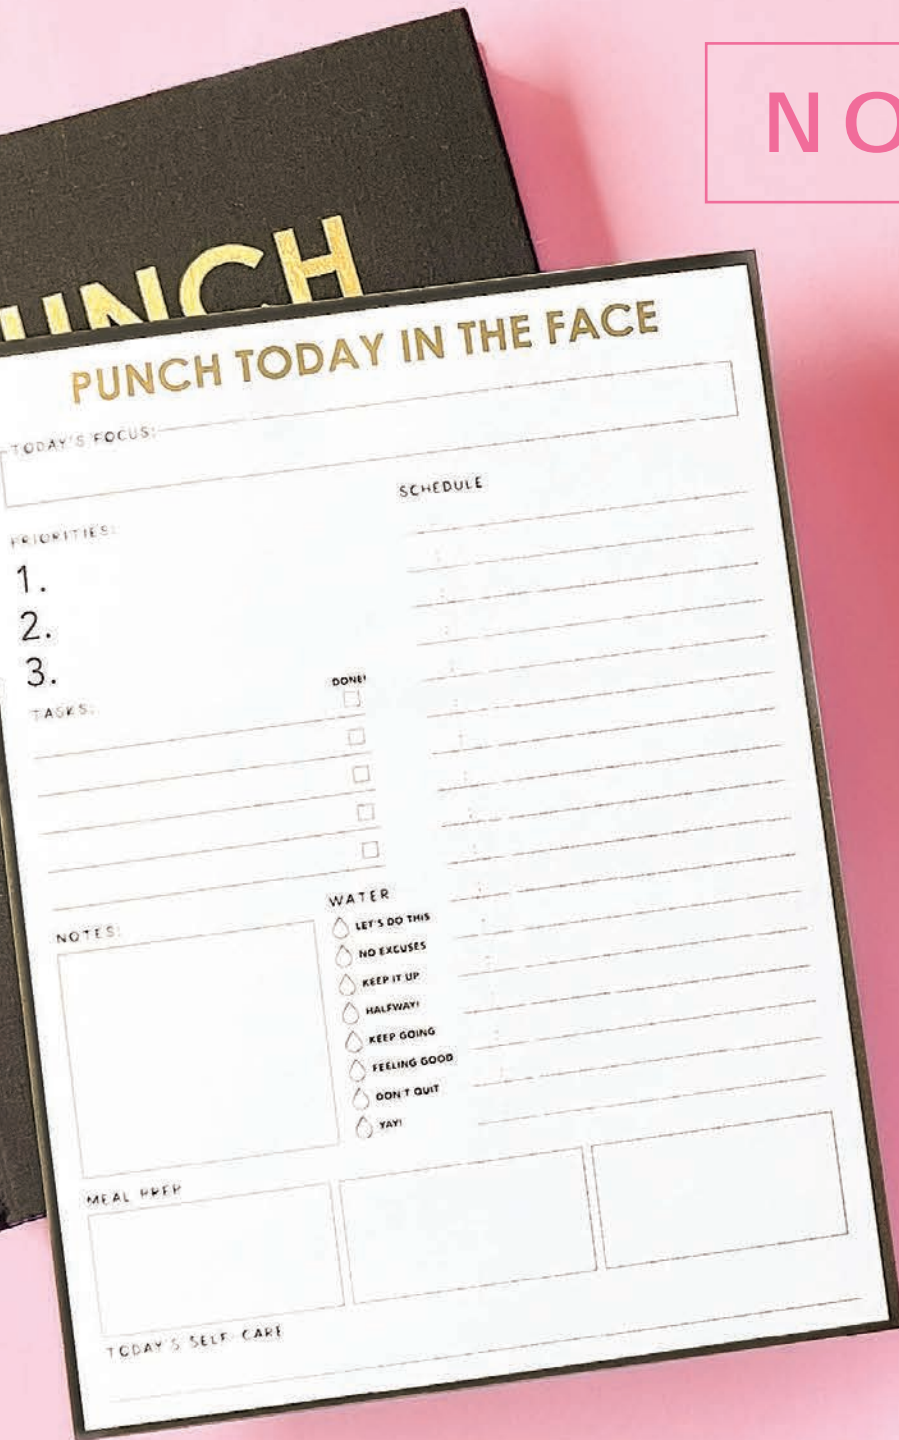 NO
UNCH
PUNCH TODAY IN THE FACE
TODAY'S FOCUS:
PRIORITIES:
1.
2.
3.
TASKS:
DONE!
SCHEDULE
NOTES:
WATER
LET'S DO THIS
NO EXCUSES
KEEP IT UP
HALFWAY!
KEEP GOING
FEELING GOOD
DON'T QUIT
YAY!
MEAL PREP
TODAY'S SELF-CARE